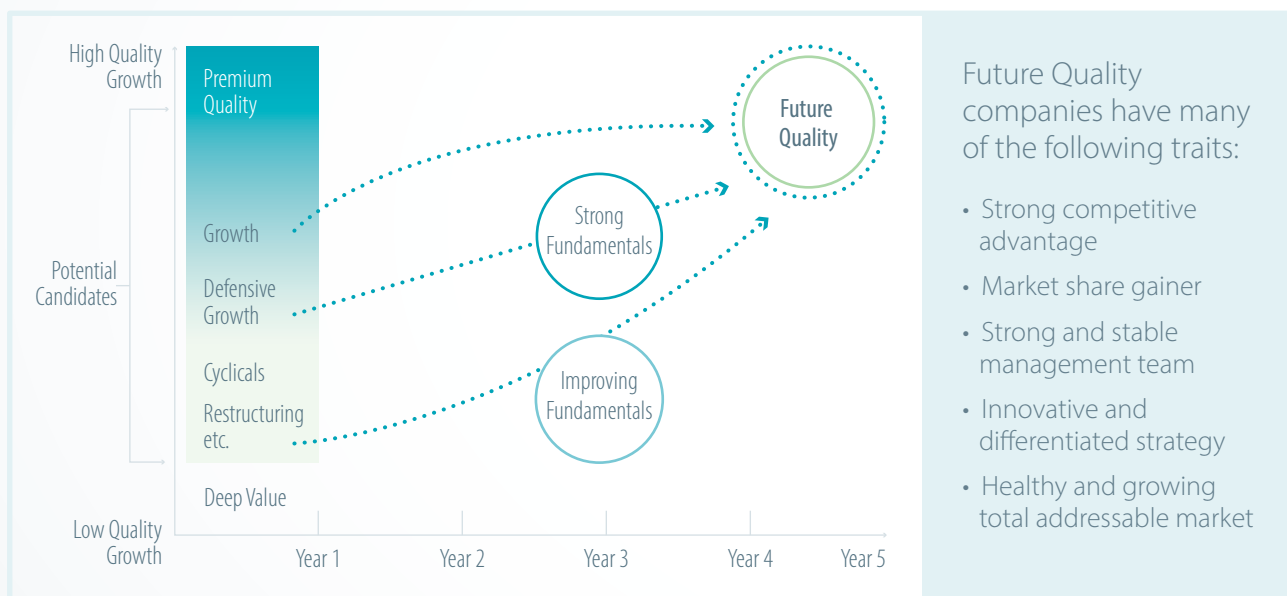 High Quality
Growth
Potential
Candidates
Low Quality
Growth
Premium
Quality
Growth
Defensive
Growth
Cyclicals
Restructuring
etc.
Deep Value
Strong
Fundamentals
Improving
Fundamentals
Future
Quality
Year 1
Year 2
Year 3
Year 4
Year 5
Future Quality
companies have many
of the following traits:
• Strong competitive
advantage
• Market share gainer
• Strong and stable
management team
• Innovative and
differentiated strategy
• Healthy and growing
total addressable market